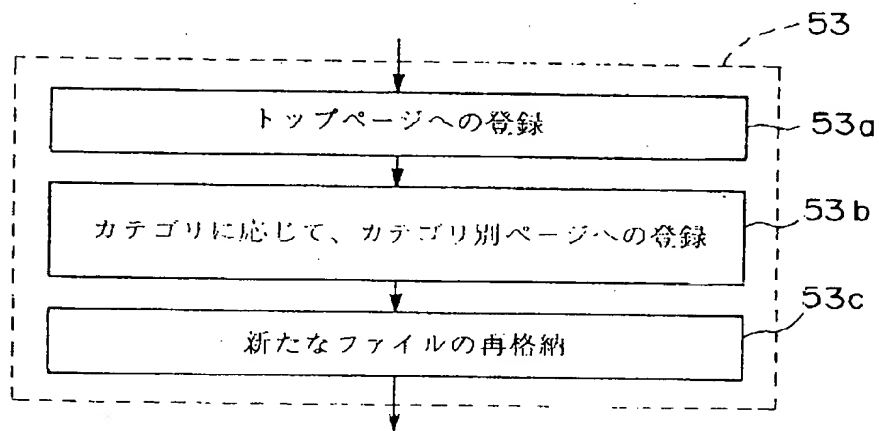 53
トップページへの登録
53a
カテゴリに応じて、カテゴリ別ページへの登録
53b
新たなファイルの再格納
53c